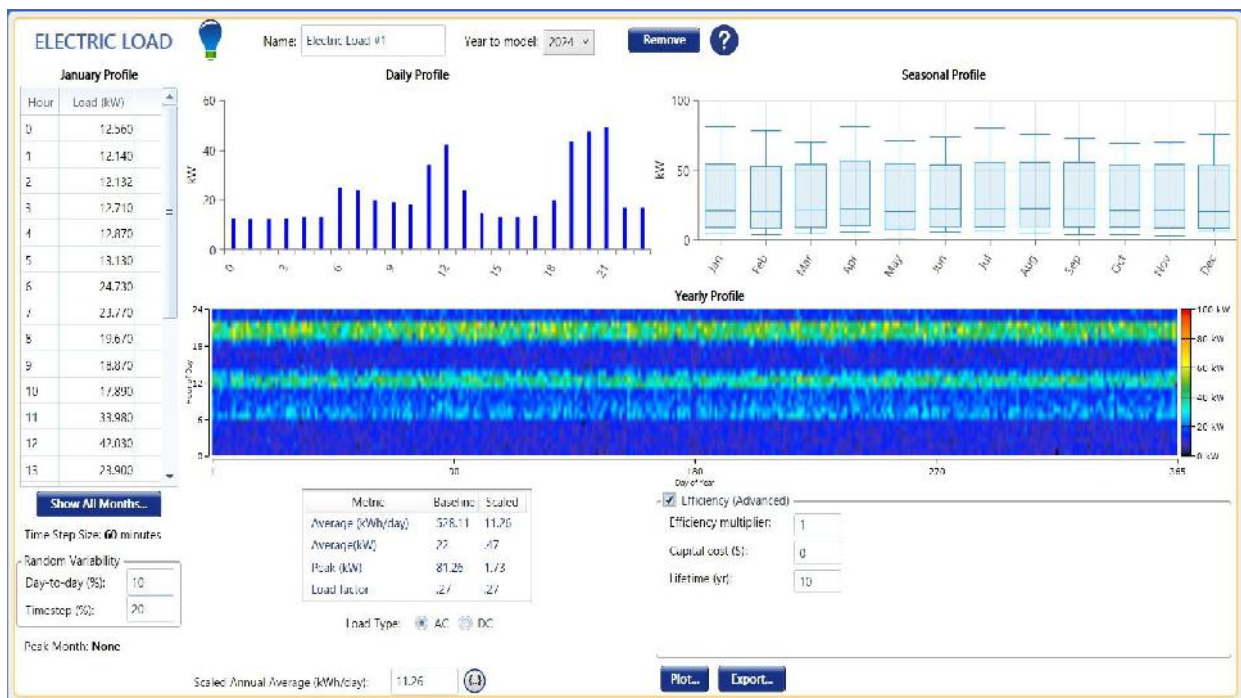 ELECTRIC LOAD
Name: Electric Load #1
Year to model: 2024
Remove
?
January Profile
Hour Load (kW)
0 12.560
1 12.140
2 12.132
3 12.710
4 12.870
5 13.130
6 24.730
7 23.770
8 19.670
9 18.870
10 17.890
11 33.980
12 42.030
13 23.900
Show All Months...
Time Step Size: 60 minutes
Random Variability
Day-to-day (%): 10
Timestep (%): 20
Peak Month: None
Daily Profile
kW
60
40
20
0
0 3 6 9 12 15 18 21
Seasonal Profile
kW
100
50
0
Jan Feb Mar Apr May Jun Jul Aug Sep Oct Nov Dec
Yearly Profile
Hour of Day
24
18
12
6
0
1 90 180 270 365
Day of Year
100 kW
80 kW
60 kW
40 kW
20 kW
0 kW
Metric Baseline Scaled
Average (kWh/day) 528.11 11.26
Average(kW) 22 .47
Peak (kW) 81.26 1.73
Load factor .27 .27
Load Type: AC DC
Scaled Annual Average (kWh/day): 11.26 {..}
Efficiency (Advanced)
Efficiency multiplier: 1
Capital cost ($): 0
Lifetime (yr): 10
Plot... Export...